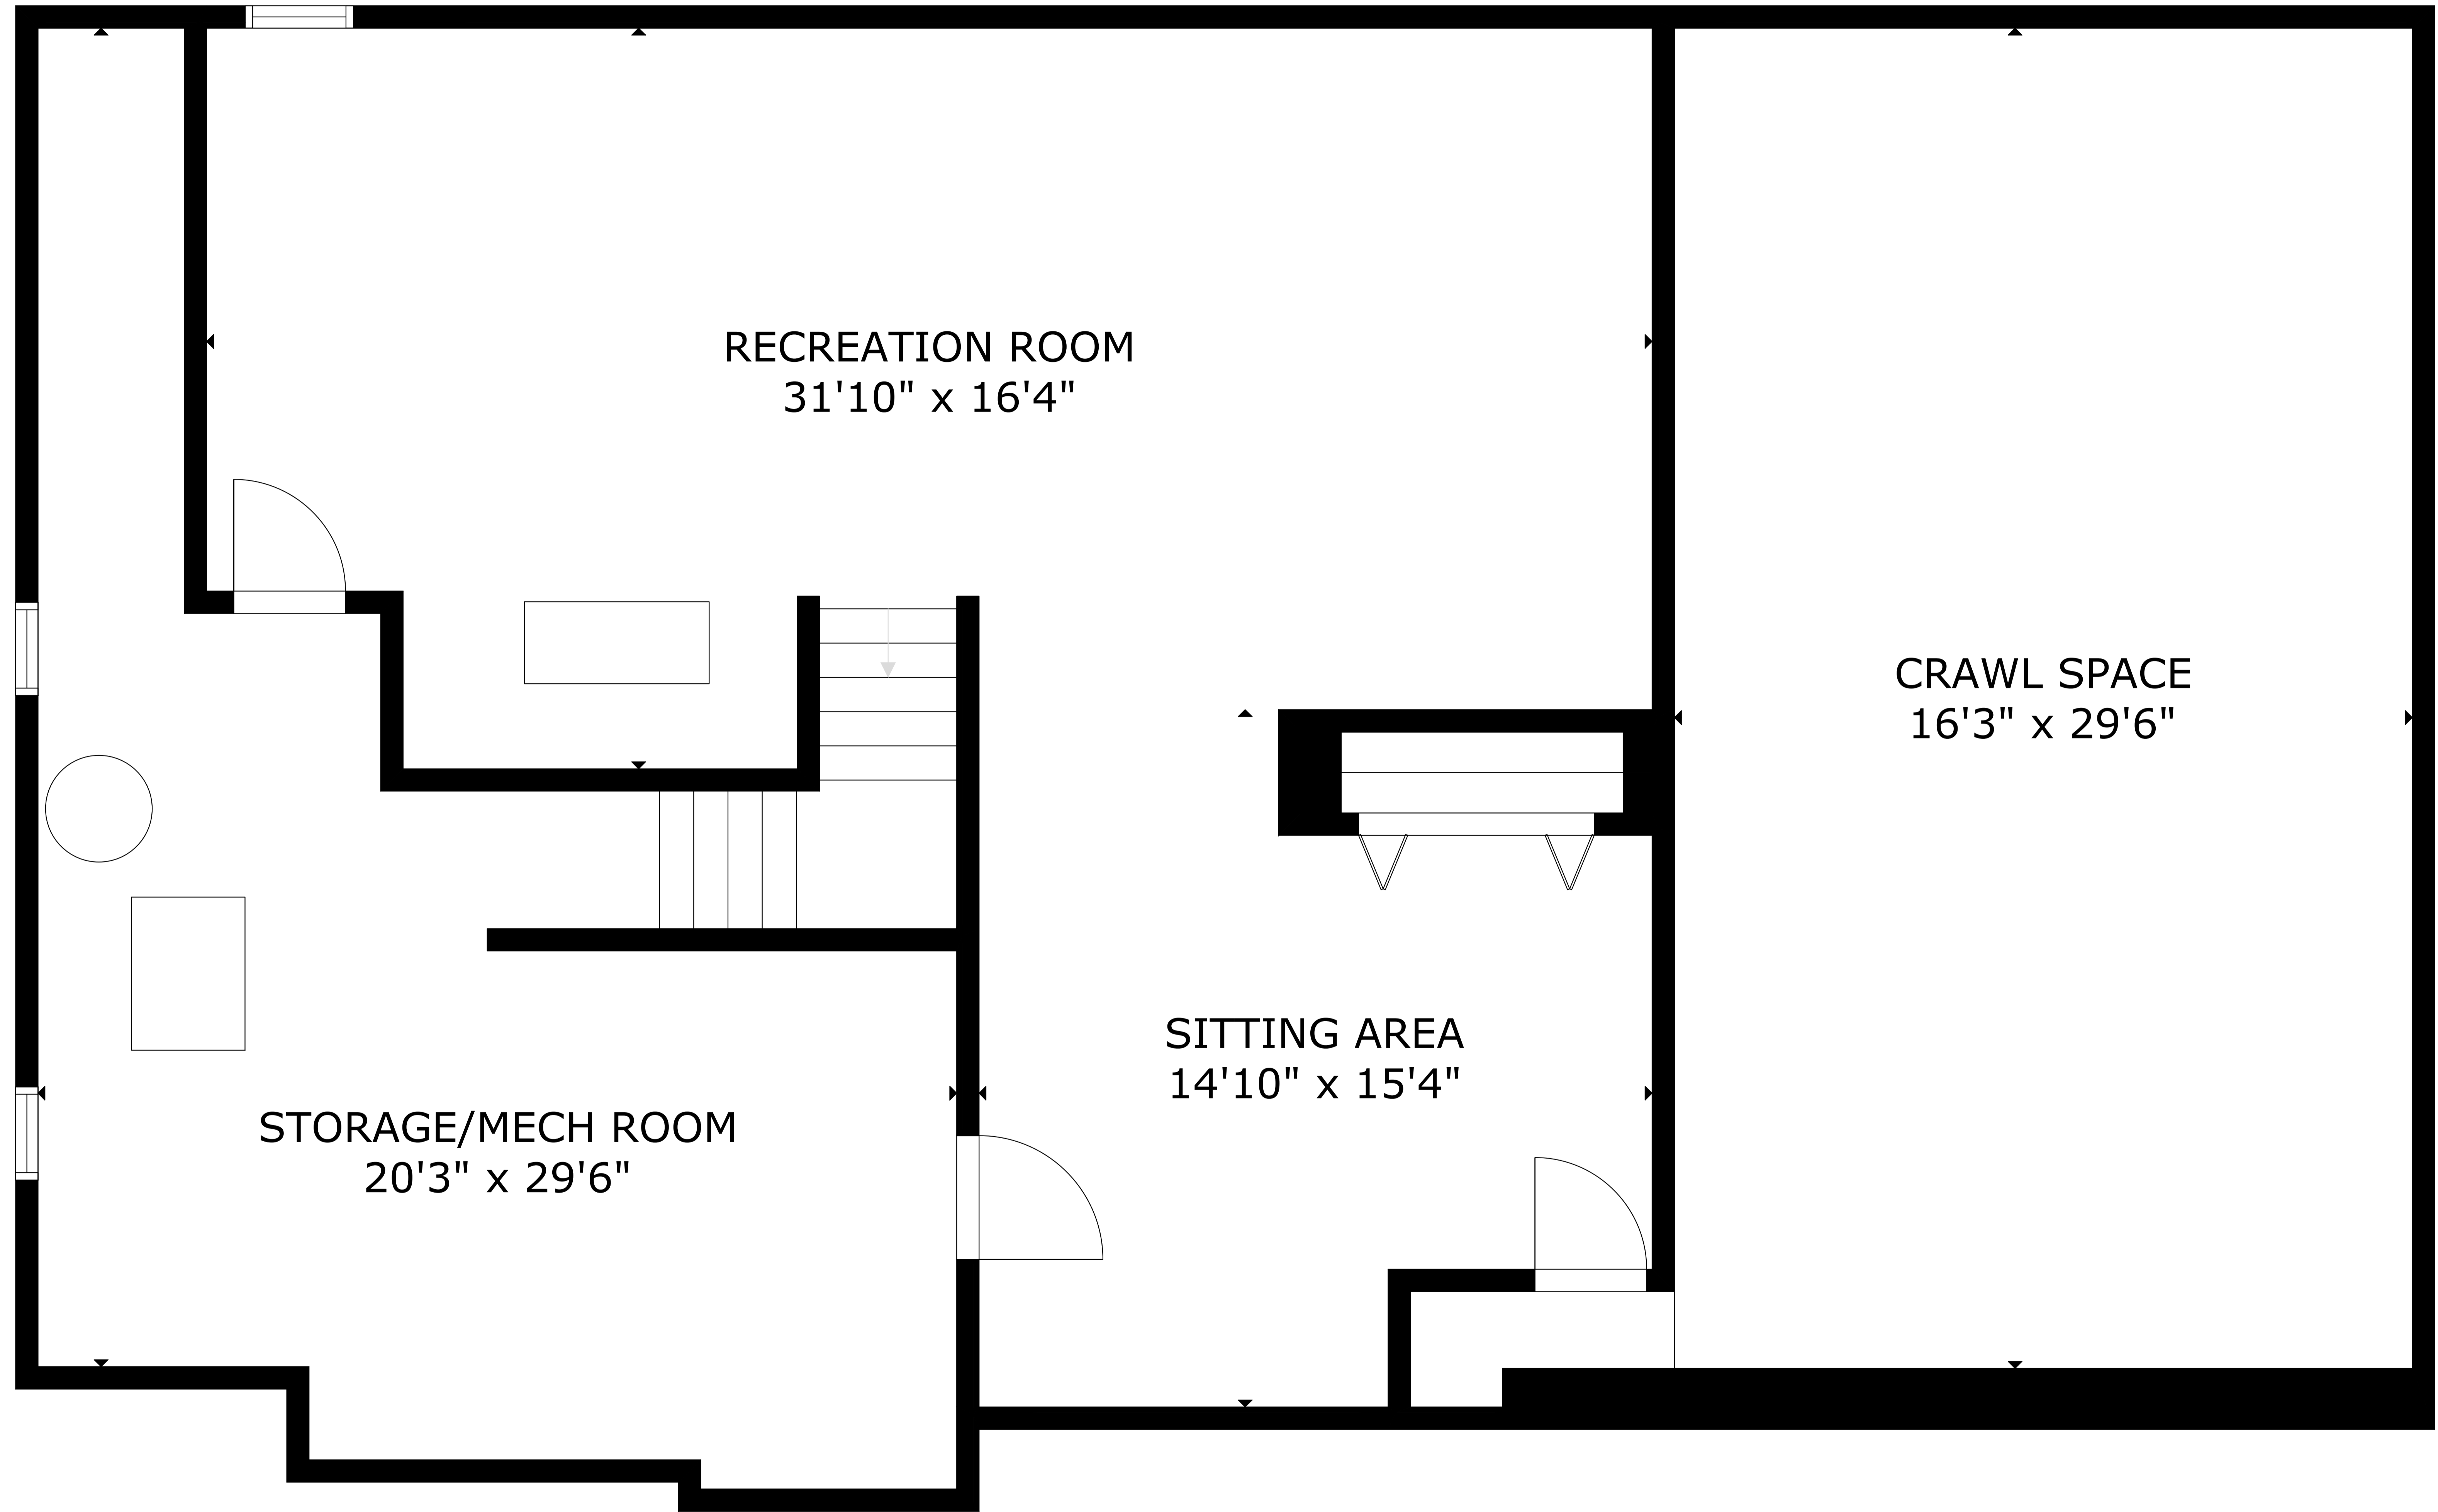 RECREATION ROOM
31'10" x 16'4"
CRAWL SPACE
16'3" x 29'6"
SITTING AREA
14'10" x 15'4"
STORAGE/MECH ROOM
20'3" x 29'6"